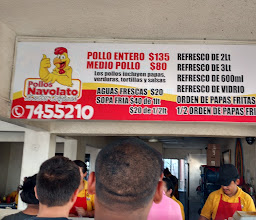 Pollos
Navolato
7455210
POLLO ENTERO $135
MEDIO POLLO $80
Los pollos incluyen papas,
verduras, tortillas y salsas
AGUAS FRESCAS $20
SOPA FRIA $40 de 1lt
$20 de 1/2lt
REFRESCO DE 2Lt
REFRESCO DE 3Lt
REFRESCO de 600ml
REFRESCO DE VIDRIO
ORDEN DE PAPAS FRITAS
1/2 ORDEN DE PAPAS FRI